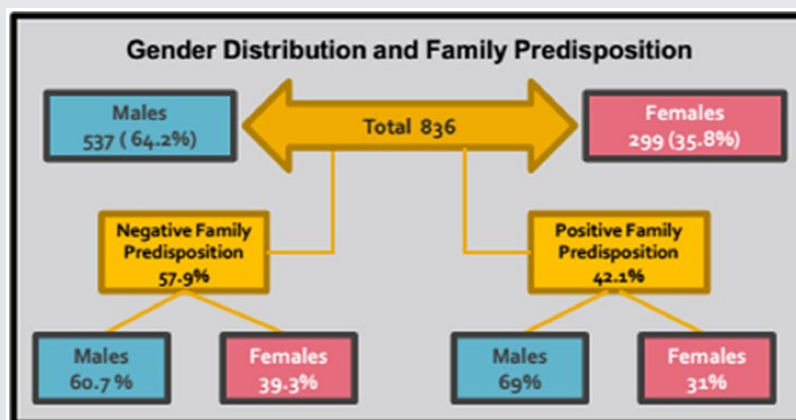 Gender Distribution and Family Predisposition
Males
537 ( 64.2%)
Total 836
Females
299 (35.8%)
Negative Family
Predisposition
57.9%
Positive Family
Predisposition
42.1%
Males
60.7 %
Females
39.3%
Males
69%
Females
31%